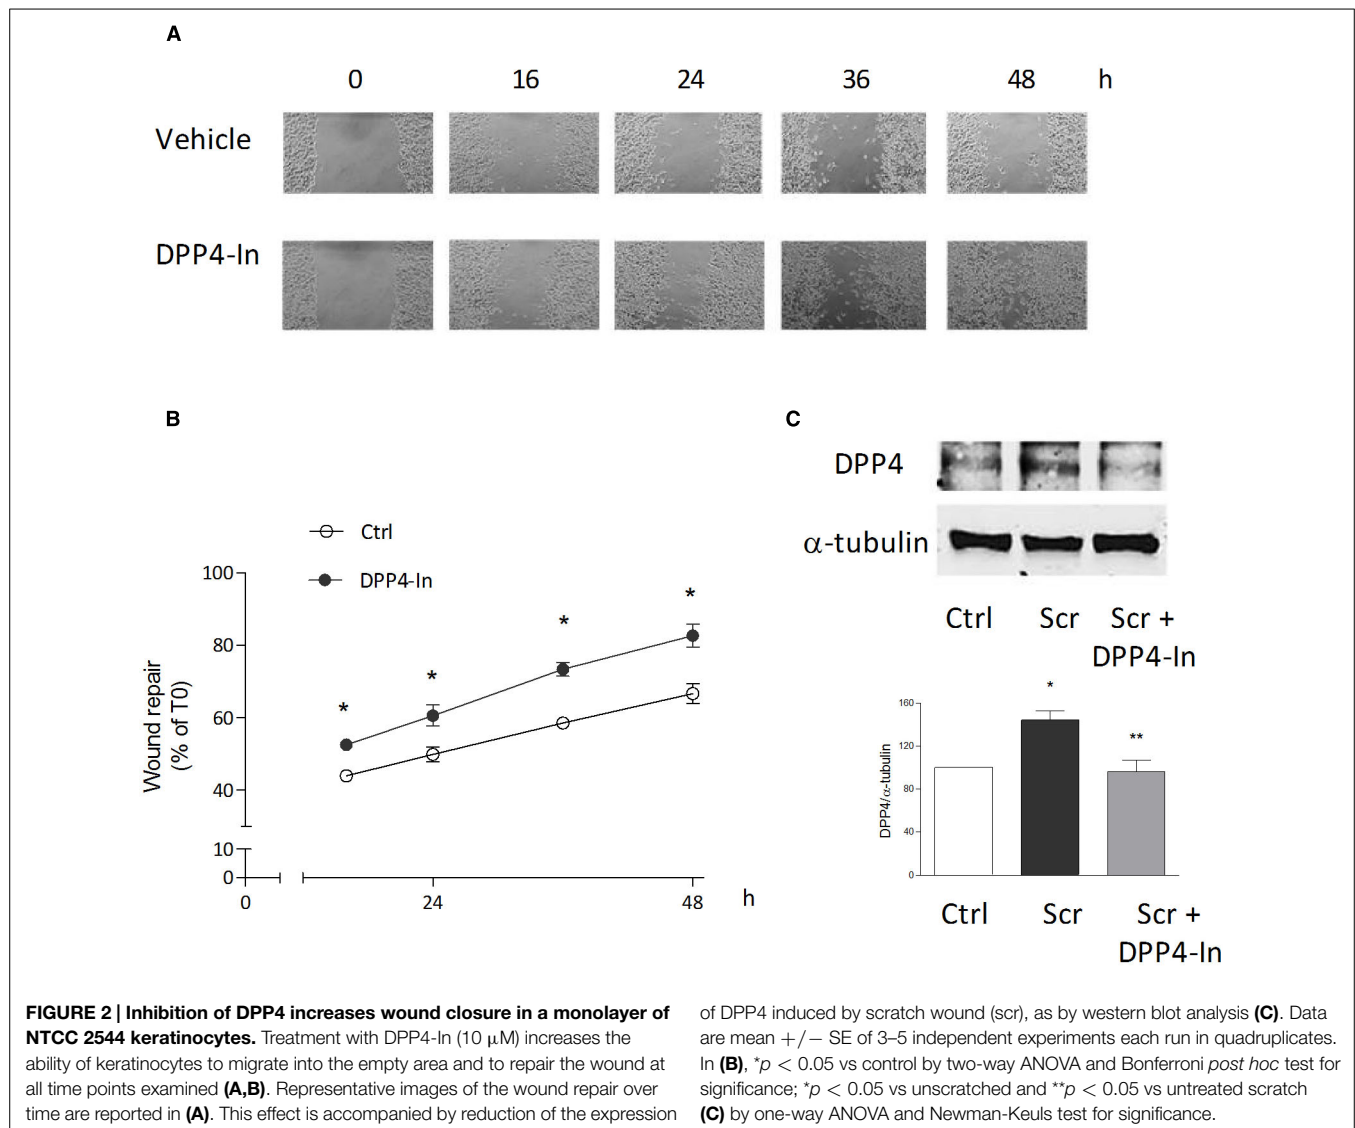 A
0 16 24 36 48 h
Vehicle
DPP4-In
B
Ctrl
DPP4-In
100
80
60
40
10
0
Wound repair
(% of T0)
* * * *
0 24 48 h
C
DPP4
α-tubulin
Ctrl Scr Scr +
DPP4-In
160
120
80
40
0
DPP4/α-tubulin
*
**
Ctrl Scr Scr +
DPP4-In
FIGURE 2 | Inhibition of DPP4 increases wound closure in a monolayer of
NTCC 2544 keratinocytes. Treatment with DPP4-In (10 μM) increases the
ability of keratinocytes to migrate into the empty area and to repair the wound at
all time points examined (A,B). Representative images of the wound repair over
time are reported in (A). This effect is accompanied by reduction of the expression
of DPP4 induced by scratch wound (scr), as by western blot analysis (C). Data
are mean +/− SE of 3–5 independent experiments each run in quadruplicates.
In (B), *p < 0.05 vs control by two-way ANOVA and Bonferroni post hoc test for
significance; *p < 0.05 vs unscratched and **p < 0.05 vs untreated scratch
(C) by one-way ANOVA and Newman-Keuls test for significance.